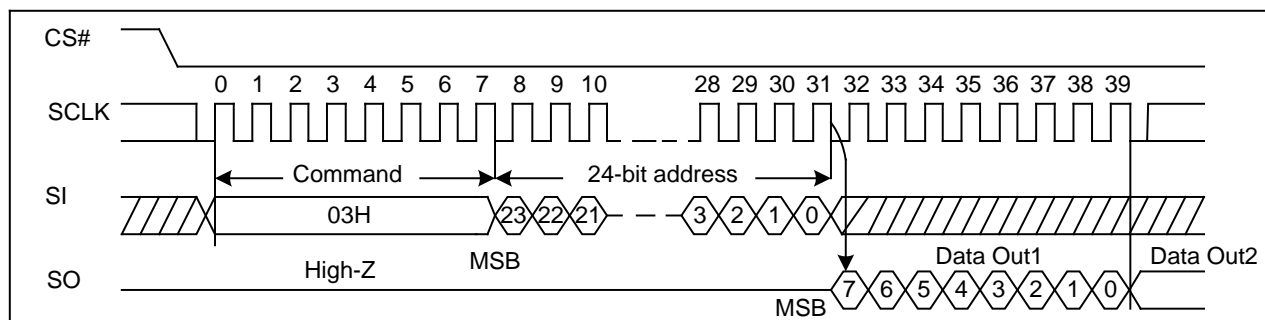 CS#
0 1 2 3 4 5 6 7 8 9 10 28 29 30 31 32 33 34 35 36 37 38 39
SCLK
Command 24-bit address
SI
03H 23 22 21 3 2 1 0
High-Z MSB Data Out1 Data Out2
SO
MSB 7 6 5 4 3 2 1 0